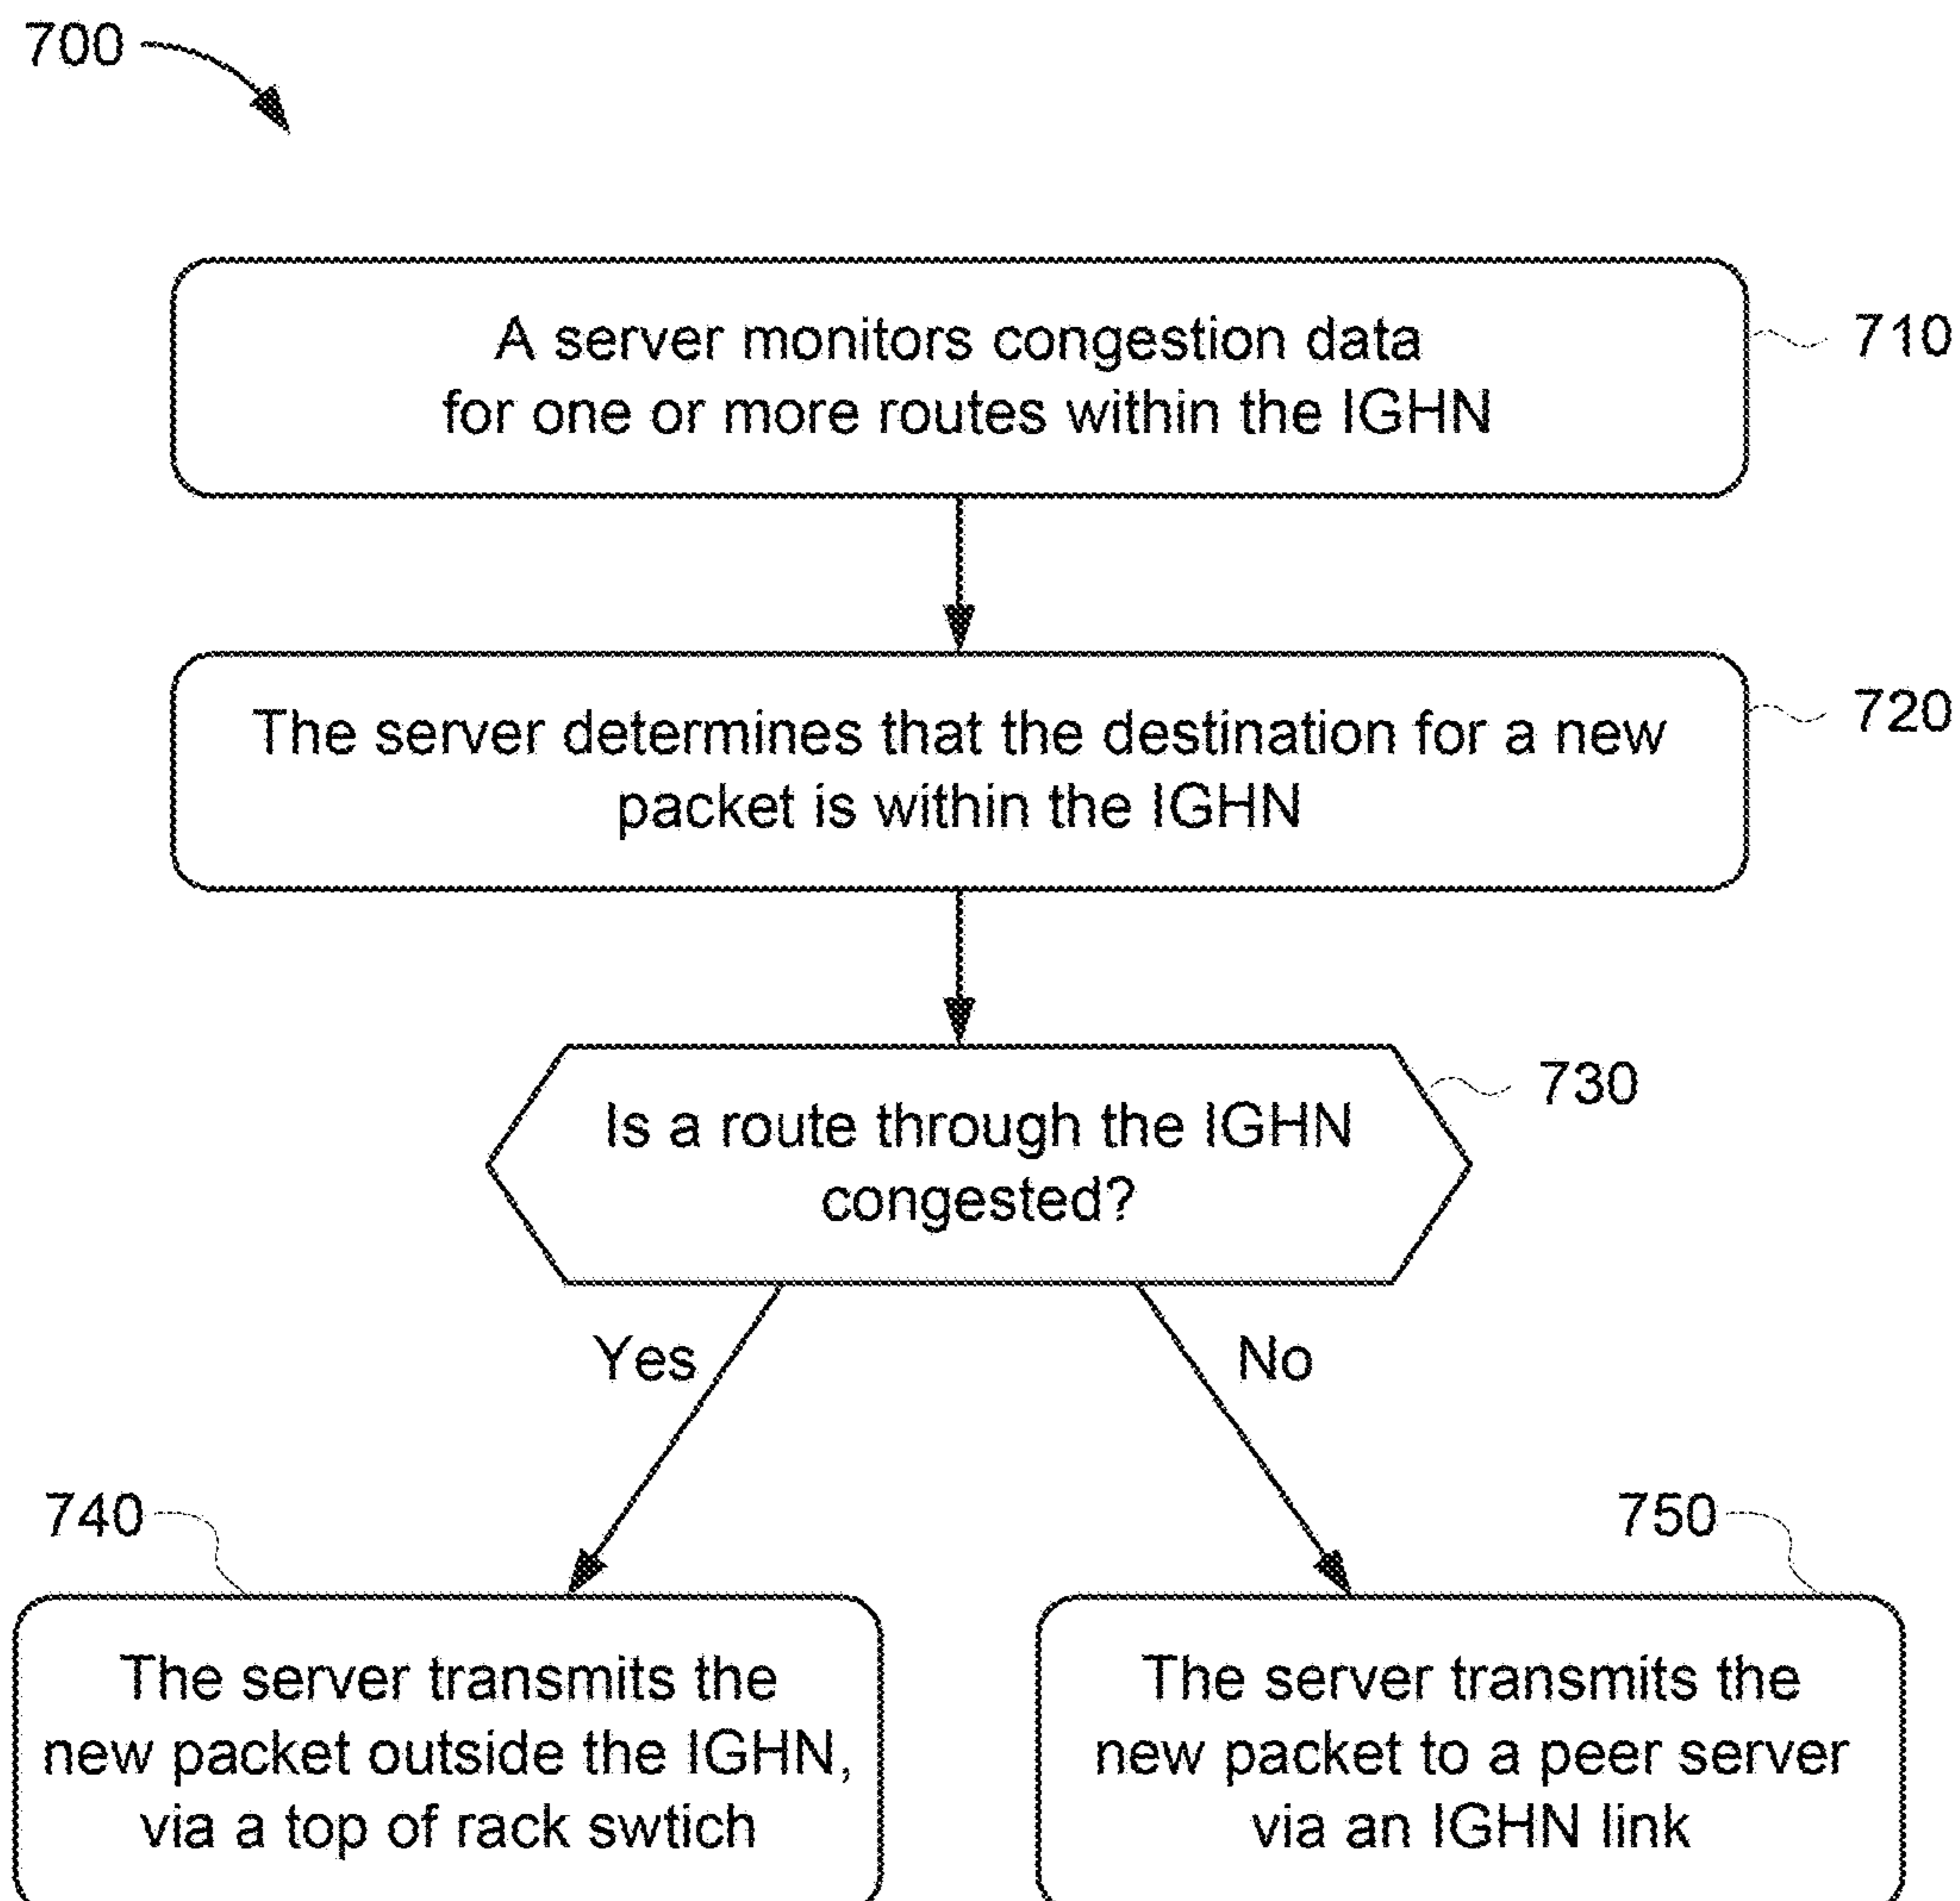 700
A server monitors congestion data
for one or more routes within the IGHN
710
The server determines that the destination for a new
packet is within the IGHN
720
Is a route through the IGHN
congested?
730
Yes
No
740
The server transmits the
new packet outside the IGHN,
via a top of rack swtich
750
The server transmits the
new packet to a peer server
via an IGHN link